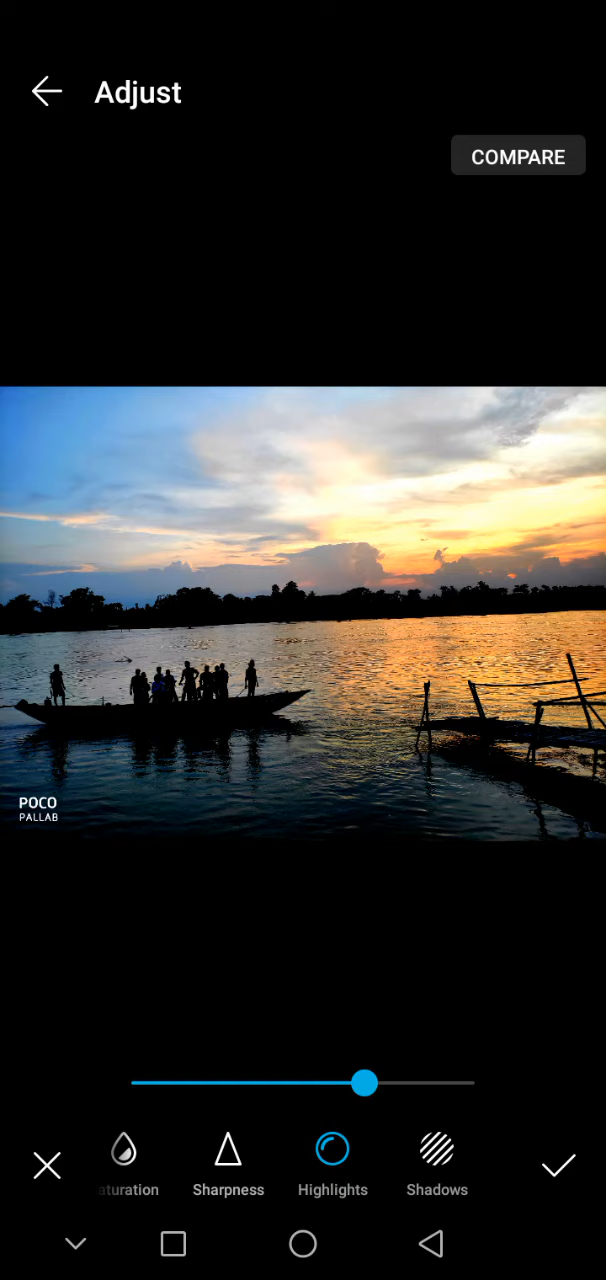 Adjust
COMPARE
POCO
PALLAB
aturation
Sharpness
Highlights
Shadows